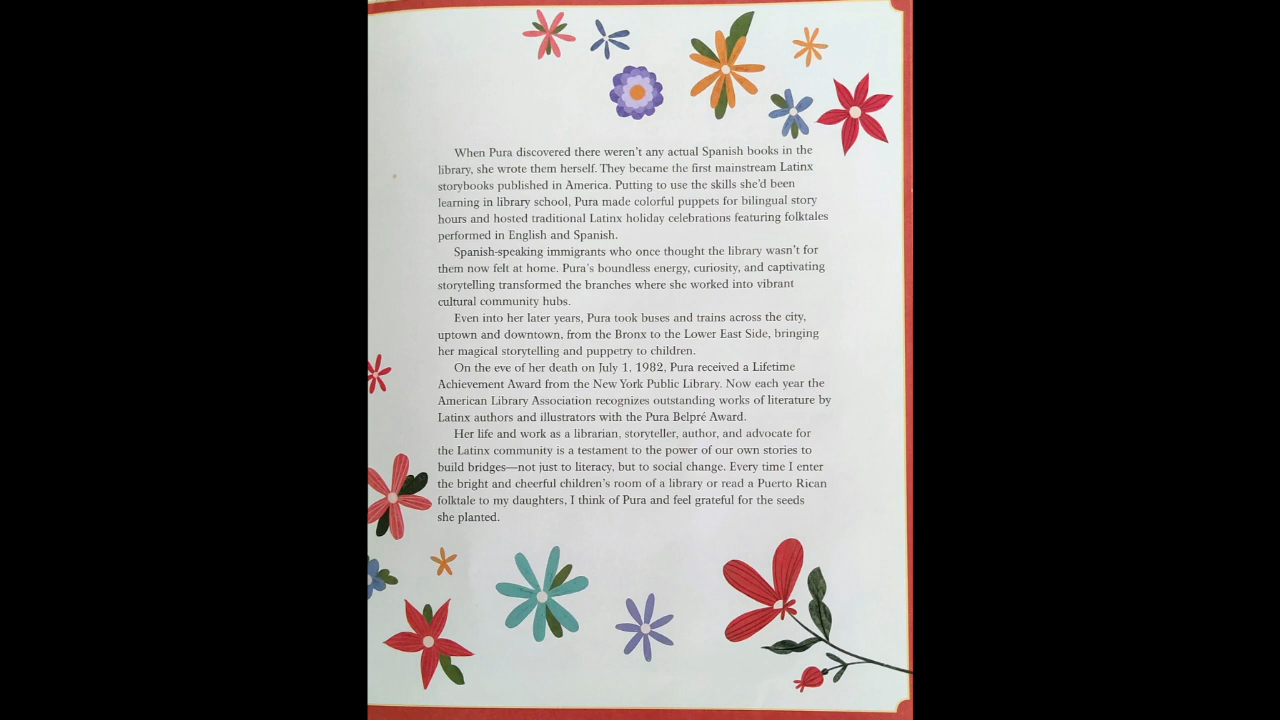 When Pura discovered there weren't any actual Spanish books in the
library, she wrote them herself. They became the first mainstream Latinx
storybooks published in America. Putting to use the skills she'd been
learning in library school, Pura made colorful puppets for bilingual story
hours and hosted traditional Latinx holiday celebrations featuring folktales
performed in English and Spanish.
Spanish-speaking immigrants who once thought the library wasn't for
them now felt at home. Pura's boundless energy, curiosity, and captivating
storytelling transformed the branches where she worked into vibrant
cultural community hubs.
Even into her later years, Pura took buses and trains across the city,
uptown and downtown, from the Bronx to the Lower East Side, bringing
her magical storytelling and puppetry to children.
On the eve of her death on July 1, 1982, Pura received a Lifetime
Achievement Award from the New York Public Library. Now each year the
American Library Association recognizes outstanding works of literature by
Latinx authors and illustrators with the Pura Belpré Award.
Her life and work as a librarian, storyteller, author, and advocate for
the Latinx community is a testament to the power of our own stories to
build bridges—not just to literacy, but to social change. Every time I enter
the bright and cheerful children's room of a library or read a Puerto Rican
folktale to my daughters, I think of Pura and feel grateful for the seeds
she planted.